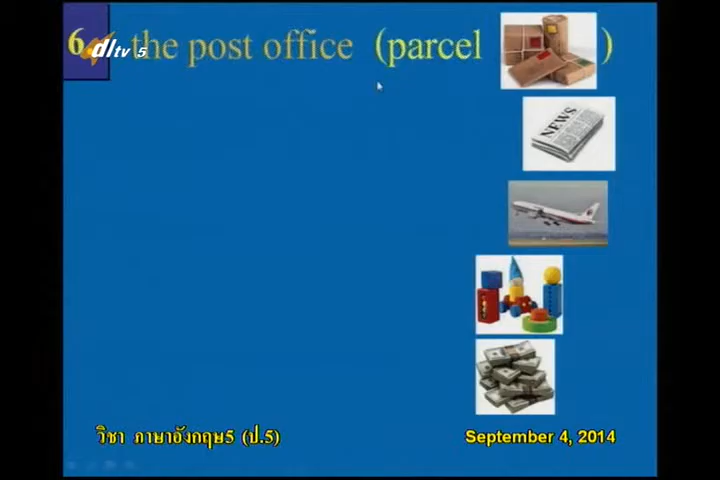 6. the post office (parcel )
dltv 5
NEWS
วิชา ภาษาอังกฤษ5 (ป.5)
September 4, 2014